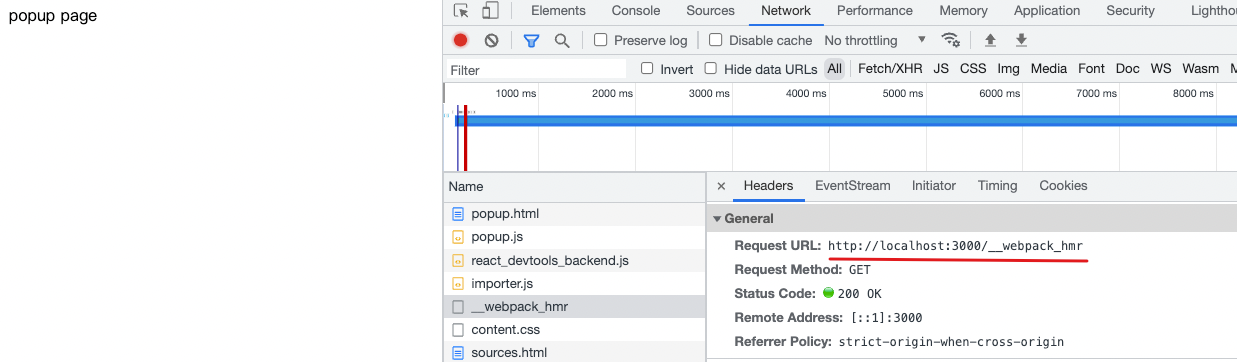 popup page
Elements Console Sources Network Performance Memory Application Security Lightho
Preserve log Disable cache No throttling
Filter Invert Hide data URLs All Fetch/XHR JS CSS Img Media Font Doc WS Wasm M
1000 ms 2000 ms 3000 ms 4000 ms 5000 ms 6000 ms 7000 ms 8000 ms
Name
popup.html
popup.js
react_devtools_backend.js
importer.js
__webpack_hmr
content.css
sources.html
× Headers EventStream Initiator Timing Cookies
General
Request URL: http://localhost:3000/__webpack_hmr
Request Method: GET
Status Code: 200 OK
Remote Address: [::1]:3000
Referrer Policy: strict-origin-when-cross-origin